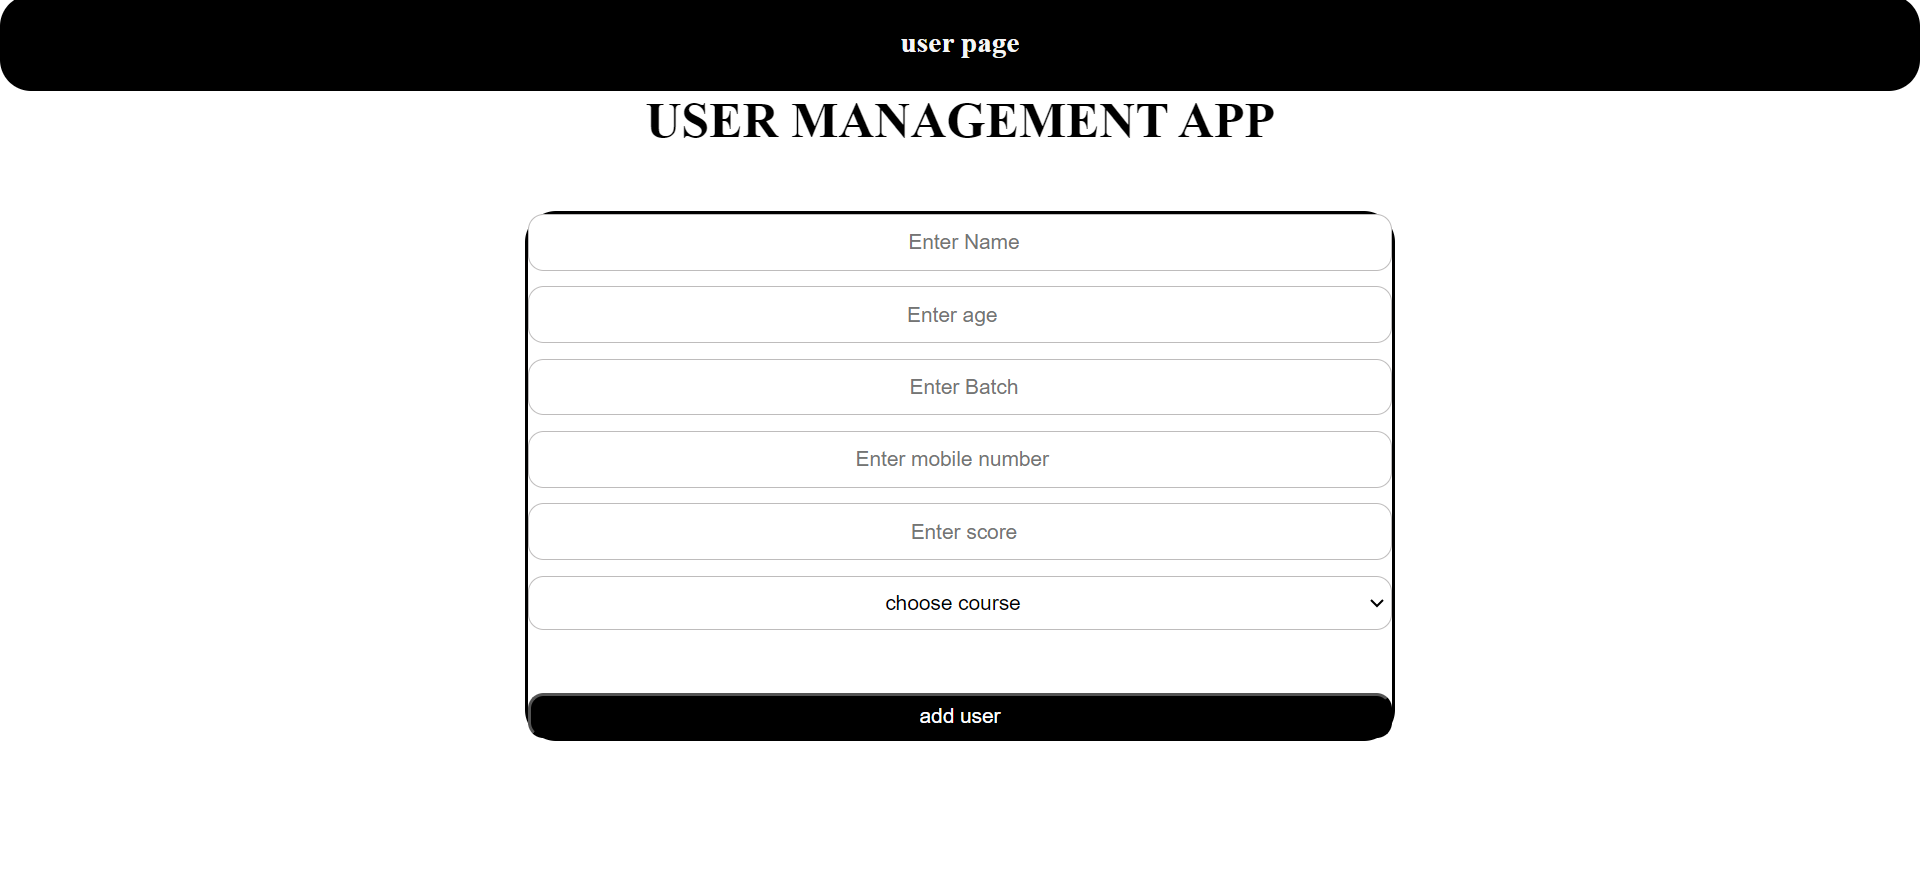 user page
USER MANAGEMENT APP
Enter Name
Enter age
Enter Batch
Enter mobile number
Enter score
choose course
add user